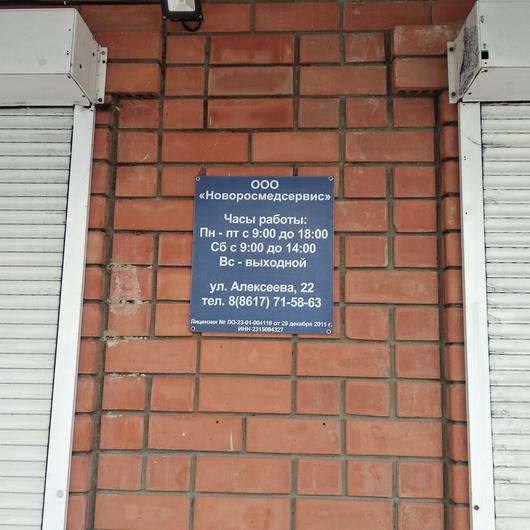 ООО
«Новоросмедсервис»
Часы работы:
Пн - пт с 9:00 до 18:00
Сб с 9:00 до 14:00
Вс - выходной
ул. Алексеева, 22
тел. 8(8617) 71-58-63
Лицензия № ЛО-23-01-004116 от 29 декабря 2011 г.
ИНН 2315094327